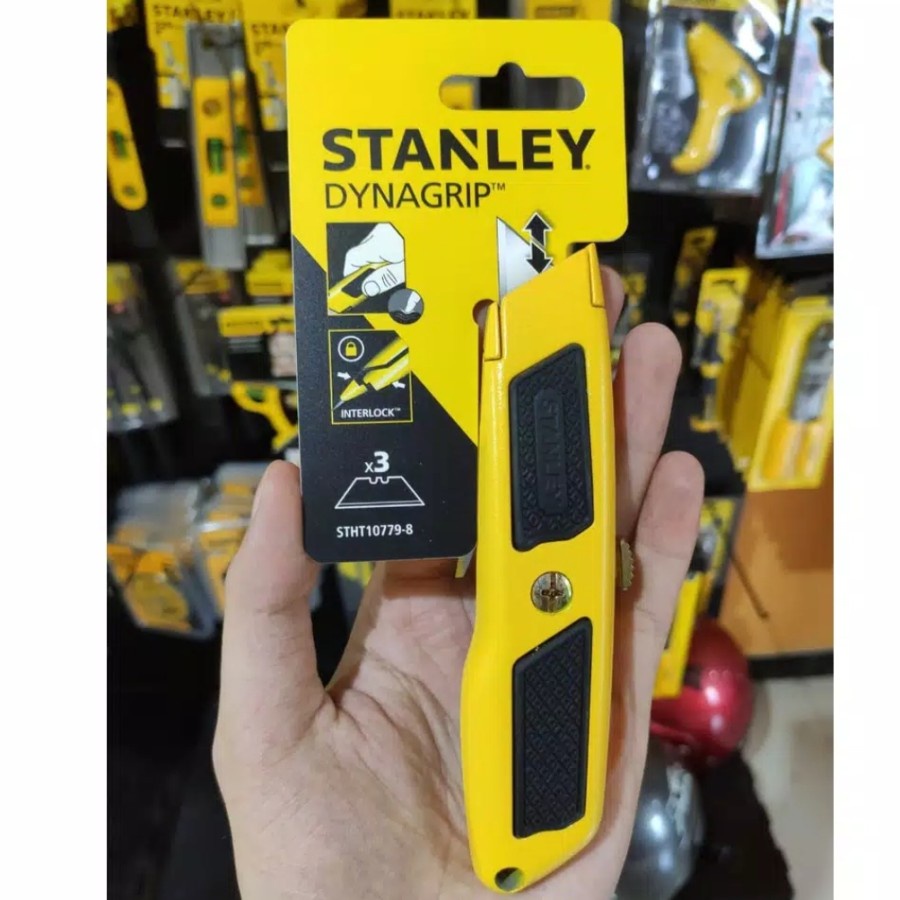 STANLEY®
DYNAGRIP™
INTERLOCK™
x3
STHT10779-8
STANLEY